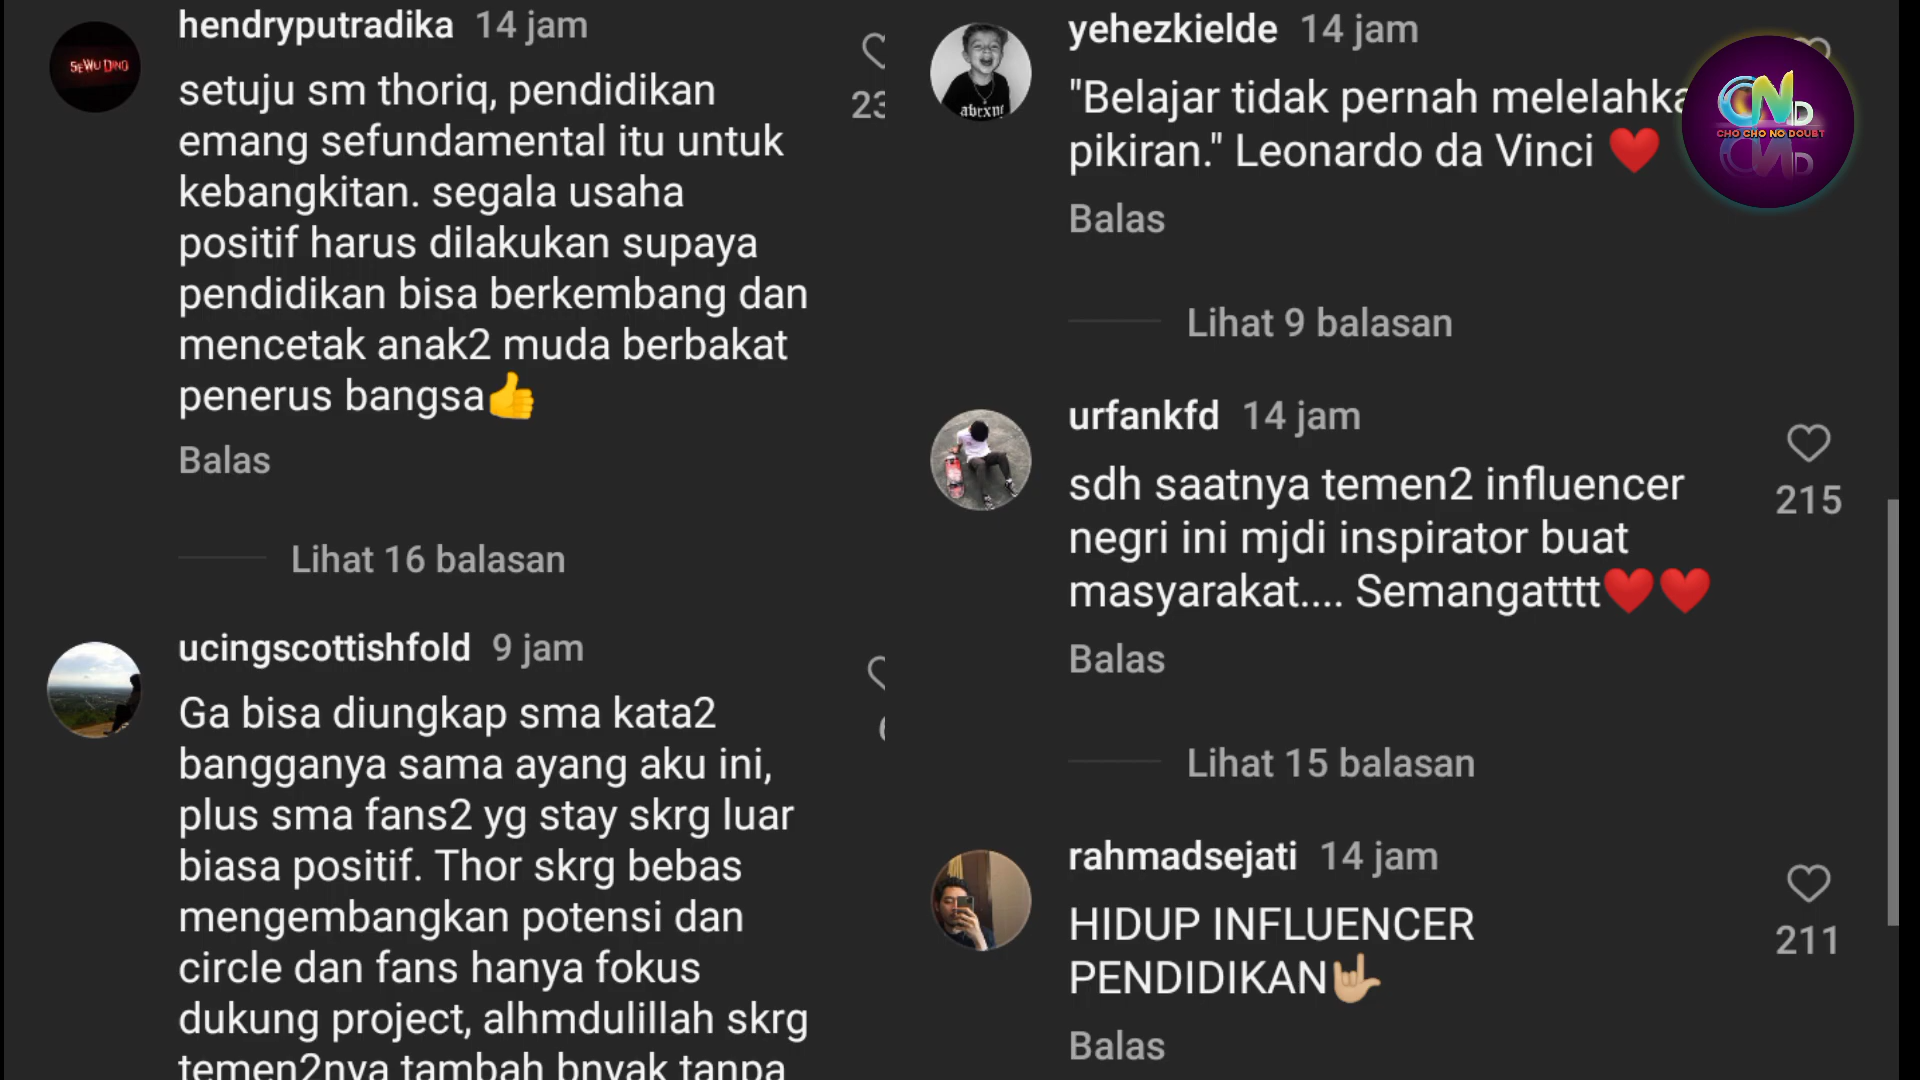 hendryputradika 14 jam
setuju sm thoriq, pendidikan
emang sefundamental itu untuk
kebangkitan. segala usaha
positif harus dilakukan supaya
pendidikan bisa berkembang dan
mencetak anak2 muda berbakat
penerus bangsa👍
Balas
Lihat 16 balasan
ucingscottishfold 9 jam
Ga bisa diungkap sma kata2
bangganya sama ayang aku ini,
plus sma fans2 yg stay skrg luar
biasa positif. Thor skrg bebas
mengembangkan potensi dan
circle dan fans hanya fokus
dukung project, alhmdulillah skrg
temen2nya tambah bnyak tanpa
SEWU DINO
23
yehezkielde 14 jam
"Belajar tidak pernah melelahka
pikiran." Leonardo da Vinci ❤️
Balas
Lihat 9 balasan
urfankfd 14 jam
sdh saatnya temen2 influencer
negri ini mjdi inspirator buat
masyarakat.... Semangatttt❤️❤️
215
Balas
Lihat 15 balasan
rahmadsejati 14 jam
HIDUP INFLUENCER
PENDIDIKAN🤟🏼
211
Balas
CND
CHO CHO NO DOUBT